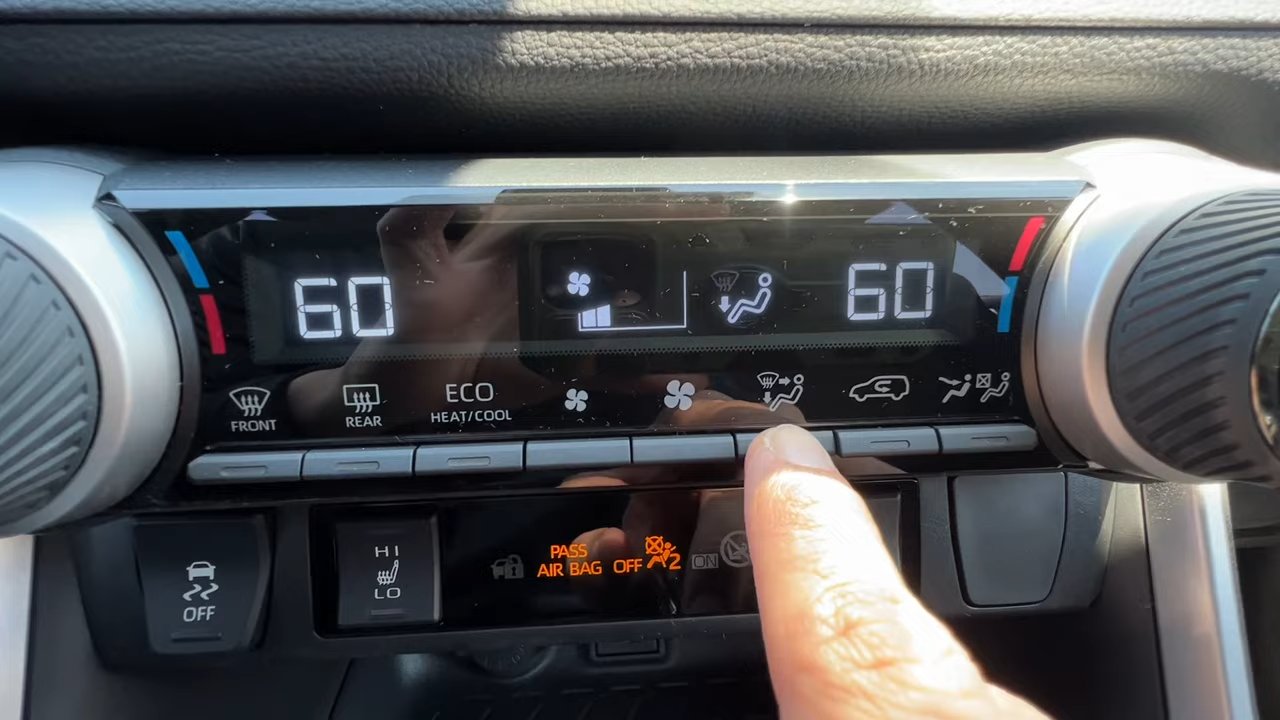 60
60
FRONT
REAR
ECO
HEAT/COOL
OFF
HI
LO
PASS
AIR BAG OFF 2
ON